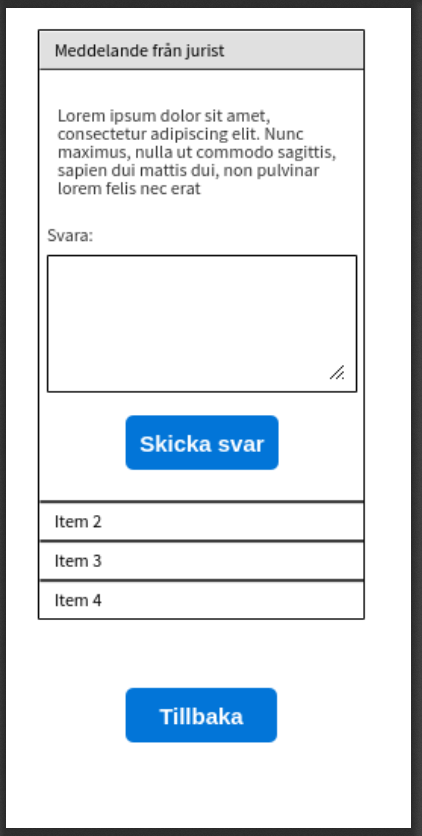 Meddelande från jurist
Lorem ipsum dolor sit amet,
consectetur adipiscing elit. Nunc
maximus, nulla ut commodo sagittis,
sapien dui mattis dui, non pulvinar
lorem felis nec erat
Svara:
Skicka svar
Item 2
Item 3
Item 4
Tillbaka